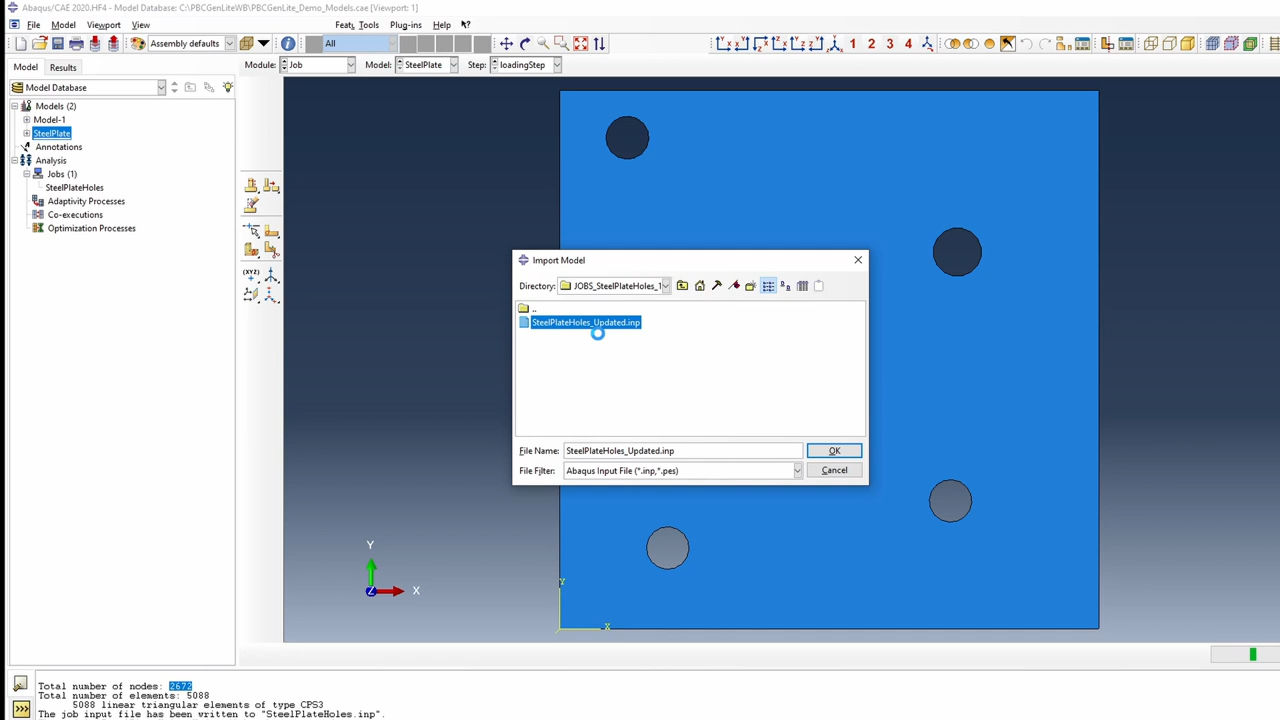 Abaqus/CAE 2020.HF4 - Model Database: C:\PBCGenLiteWB\PBCGenLite_Demo_Models.cae [Viewport: 1]
File Model Viewport View Feat. Tools Plug-ins Help
Assembly defaults All 1 2 3 4
Model Results Module: Job Model: SteelPlate Step: loadingStep
Model Database
Models (2)
Model-1
SteelPlate
Annotations
Analysis
Jobs (1)
SteelPlateHoles
Adaptivity Processes
Co-executions
Optimization Processes
(XYZ)
Import Model
Directory: JOBS_SteelPlateHoles_1
..
SteelPlateHoles_Updated.inp
File Name: SteelPlateHoles_Updated.inp OK
File Filter: Abaqus Input File (*.inp,*.pes) Cancel
Y
X
Z
Y
X
Total number of nodes: 2672
Total number of elements: 5088
5088 linear triangular elements of type CPS3
The job input file has been written to "SteelPlateHoles.inp".
>>>